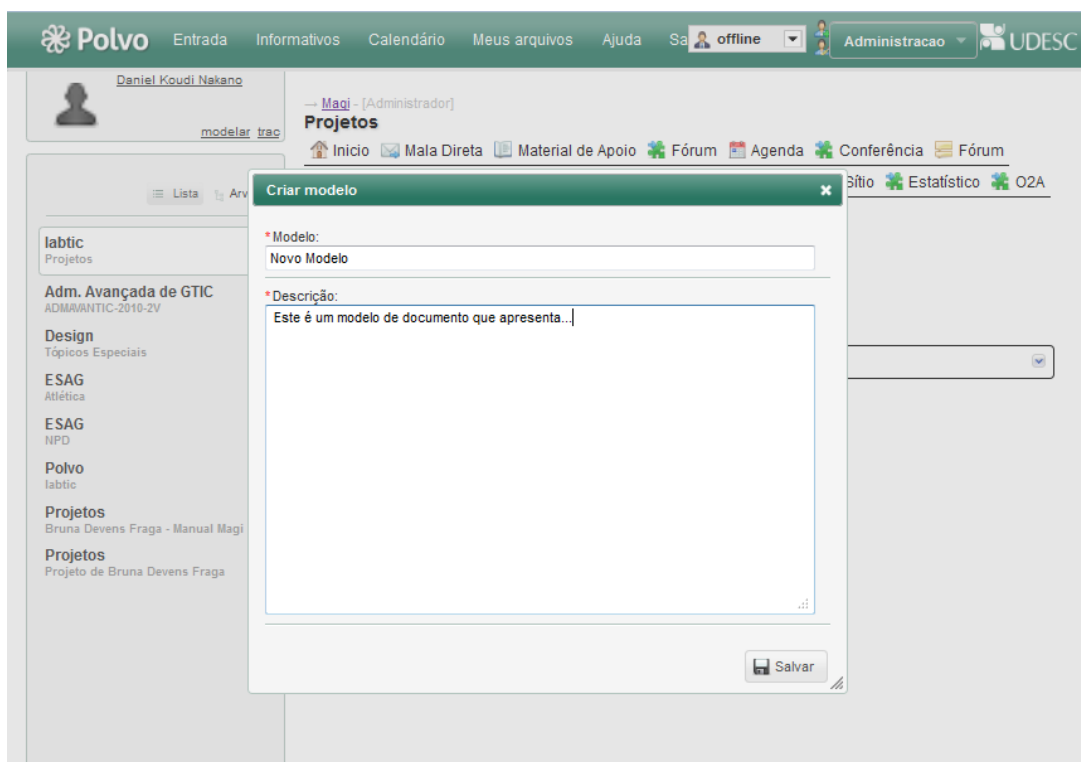 Polvo Entrada Informativos Calendário Meus arquivos Ajuda Sa offline Administracao UDESC
Daniel Koudi Nakano
modelar trac
→ Magi - [Administrador]
Projetos
Inicio Mala Direta Material de Apoio Fórum Agenda Conferência Fórum
Sítio Estatístico O2A
Lista Arv
Criar modelo
*Modelo:
Novo Modelo
*Descrição:
Este é um modelo de documento que apresenta...
Salvar
labtic
Projetos
Adm. Avançada de GTIC
ADMAVANTIC-2010-2V
Design
Tópicos Especiais
ESAG
Atlética
ESAG
NPD
Polvo
labtic
Projetos
Bruna Devens Fraga - Manual Magi
Projetos
Projeto de Bruna Devens Fraga